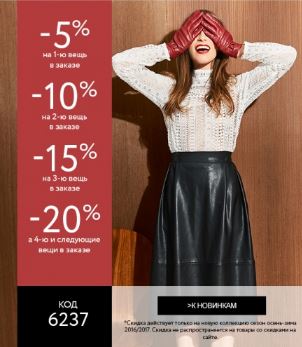 -5%
на 1-ю вещь
в заказе
-10%
на 2-ю вещь
в заказе
-15%
на 3-ю вещь
в заказе
-20%
а 4-ю и следующие
вещи в заказе
КОД
6237
>К НОВИНКАМ
*Скидка действует только на новую коллекцию сезон осень-зима
2016/2017. Скидка не распространяется на товары со скидками на
сайте.